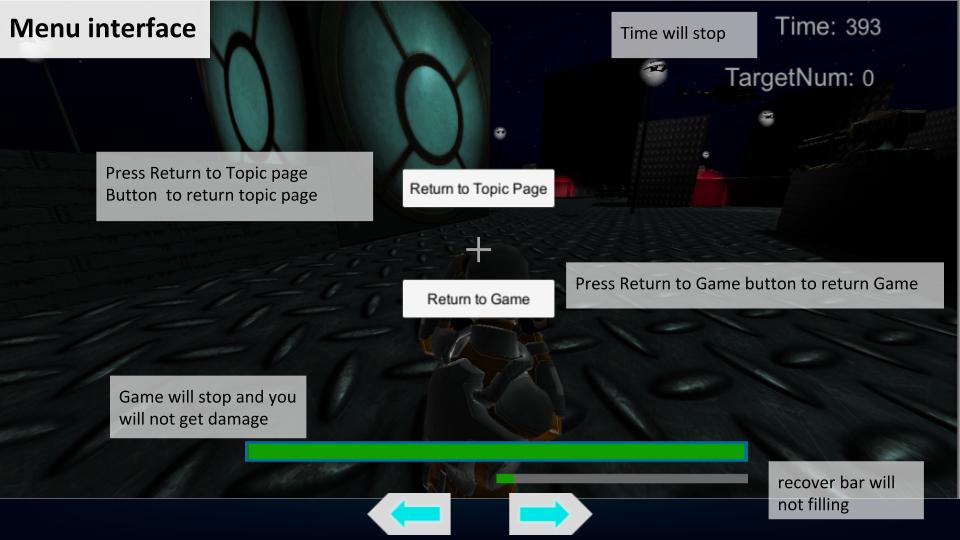 Menu interface
Time will stop
Time: 393
TargetNum: 0
Press Return to Topic page
Button  to return topic page
Return to Topic Page
Press Return to Game button to return Game
Return to Game
Game will stop and you
will not get damage
recover bar will
not filling